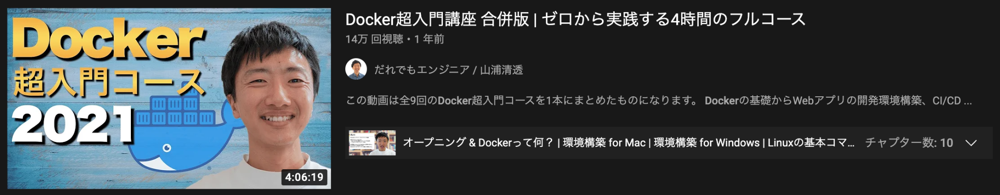 Docker
超入門コース
2021
®
4:06:19
Docker超入門講座 合併版 | ゼロから実践する4時間のフルコース
14万 回視聴・1 年前
だれでもエンジニア / 山浦清透
この動画は全9回のDocker超入門コースを1本にまとめたものになります。 Dockerの基礎からWebアプリの開発環境構築、CI/CD ...
オープニング & Dockerって何？ | 環境構築 for Mac | 環境構築 for Windows | Linuxの基本コマ... チャプター数: 10